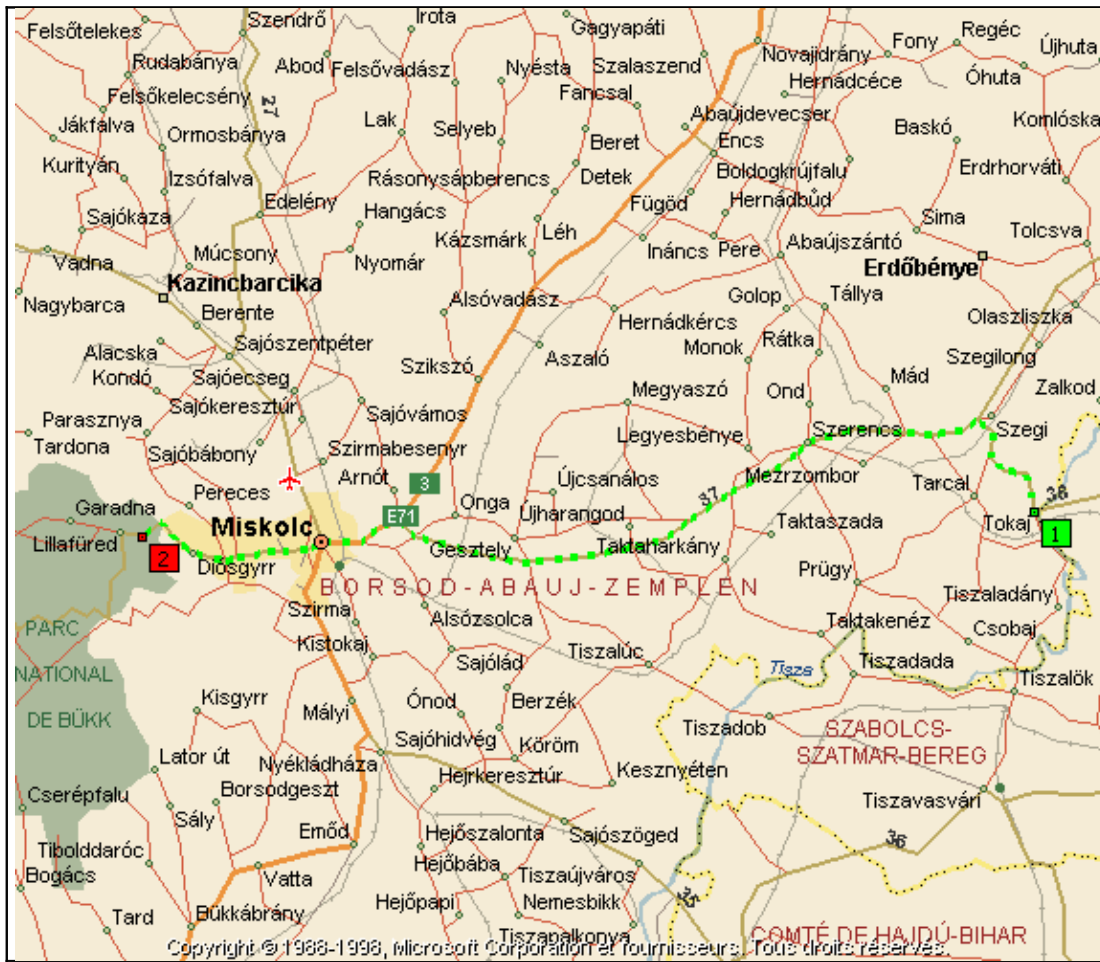 Felsőtelekes
Szendrő
Irota
Gagyapáti
Regéc
Rudabánya
Abod
Felsővadász
Nyésta
Szalaszend
Novajidrány
Fony
Újhuta
Felsőkelecsény
27
Fancsal
Hernádcéce
Óhuta
Jákfalva
Ormosbánya
Lak
Selyeb
Abaújdevecser
Baskó
Komlóska
Kurityán
Beret
Encs
Izsófalva
Rásonysápberencs
Detek
Boldogkrújfalu
Erdrhorváti
Sajókaza
Edelény
Hangács
Fügöd
Hernádbűd
Sima
Múcsony
Kázsmárk
Léh
Ináncs
Pere
Abaújszántó
Tolcsva
Vadna
Nyomár
Kazincbarcika
Erdőbénye
Nagybarca
Berente
Alsóvadász
Golop
Tállya
Hernádkércs
Olaszliszka
Alacska
Sajószentpéter
Aszaló
Monok
Rátka
Szegilong
Kondó
Sajóecseg
Szikszó
Megyaszó
Ond
Mád
Zalkod
Parasznya
Sajókeresztúr
Sajóvámos
Tardona
Szirmabesenyr
Legyesbénye
Szerencs
Szegi
Sajóbábony
Arnót
3
Újcsanálos
Mezrzombor
Tarcal
Pereces
Onga
37
38
Garadna
Miskolc
E71
Újharangod
Taktaszada
Tokaj
1
Lillafüred
2
Gesztely
Taktaharkány
Diósgyrr
Prügy
BORSOD-ABAUJ-ZEMPLEN
Szirma
Alsózsolca
Tiszaladány
PARC
NATIONAL
DE BÜKK
Kistokaj
Taktakenéz
Csobaj
Sajólád
Tiszalúc
Tisza
Tiszadada
Kisgyrr
Mályi
Ónod
Berzék
Tiszalök
Tiszadob
SZABOLCS-
SZATMAR-BEREG
Lator út
Nyékládháza
Sajóhidvég
Köröm
Cserépfalu
Borsodgeszt
Hejrkeresztúr
Kesznyéten
Tiszavasvári
Sály
Emőd
Hejőszalonta
Sajószöged
36
Tibolddaróc
Hejőbába
Bogács
Vatta
Tiszaújváros
35
Tard
Bükkábrány
Hejőpapi
Nemesbikk
Tiszapalkonya
COMTÉ DE HAJDÚ-BIHAR
Copyright © 1988-1998, Microsoft Corporation et fournisseurs. Tous droits réservés.